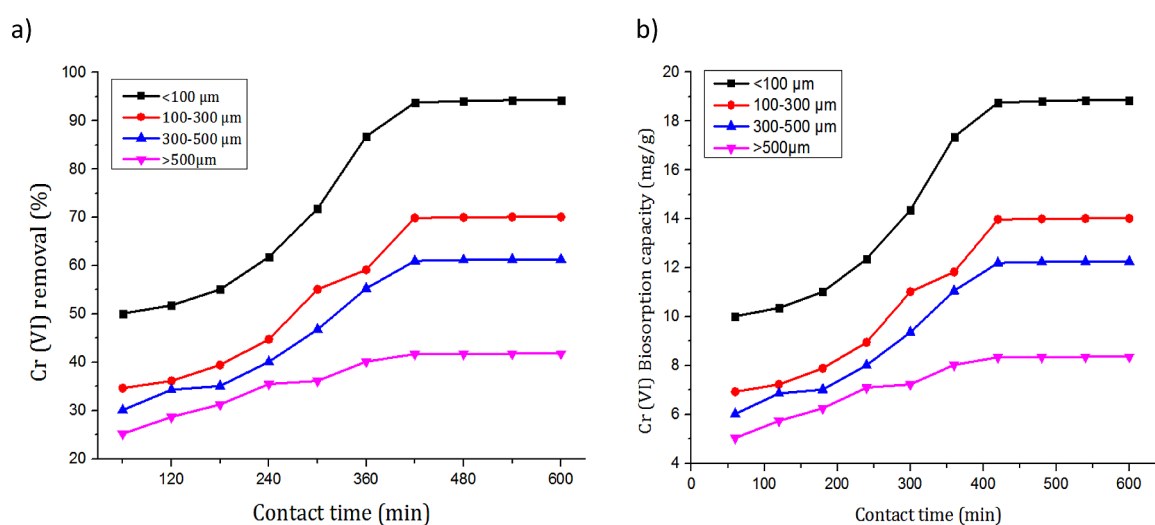 a)
100
90
80
70
60
50
40
30
20
Cr (VI) removal (%)
<100 µm
100-300 µm
300-500 µm
>500µm
120
240
360
480
600
Contact time (min)
b)
20
18
16
14
12
10
8
6
4
Cr (VI) Biosorption capacity (mg/g)
<100 µm
100-300 µm
300-500 µm
>500µm
0
100
200
300
400
500
600
Contact time (min)